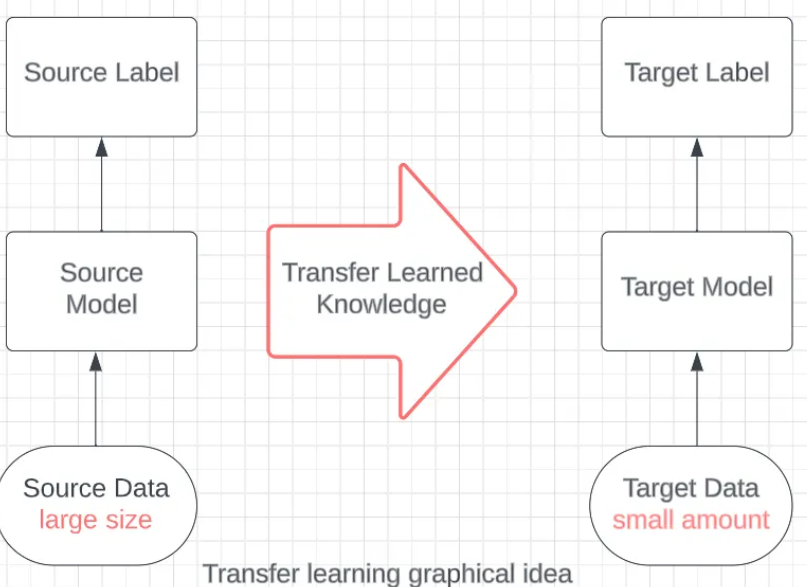 Source Label
Target Label
Source
Model
Transfer Learned
Knowledge
Target Model
Source Data
large size
Target Data
small amount
Transfer learning graphical idea